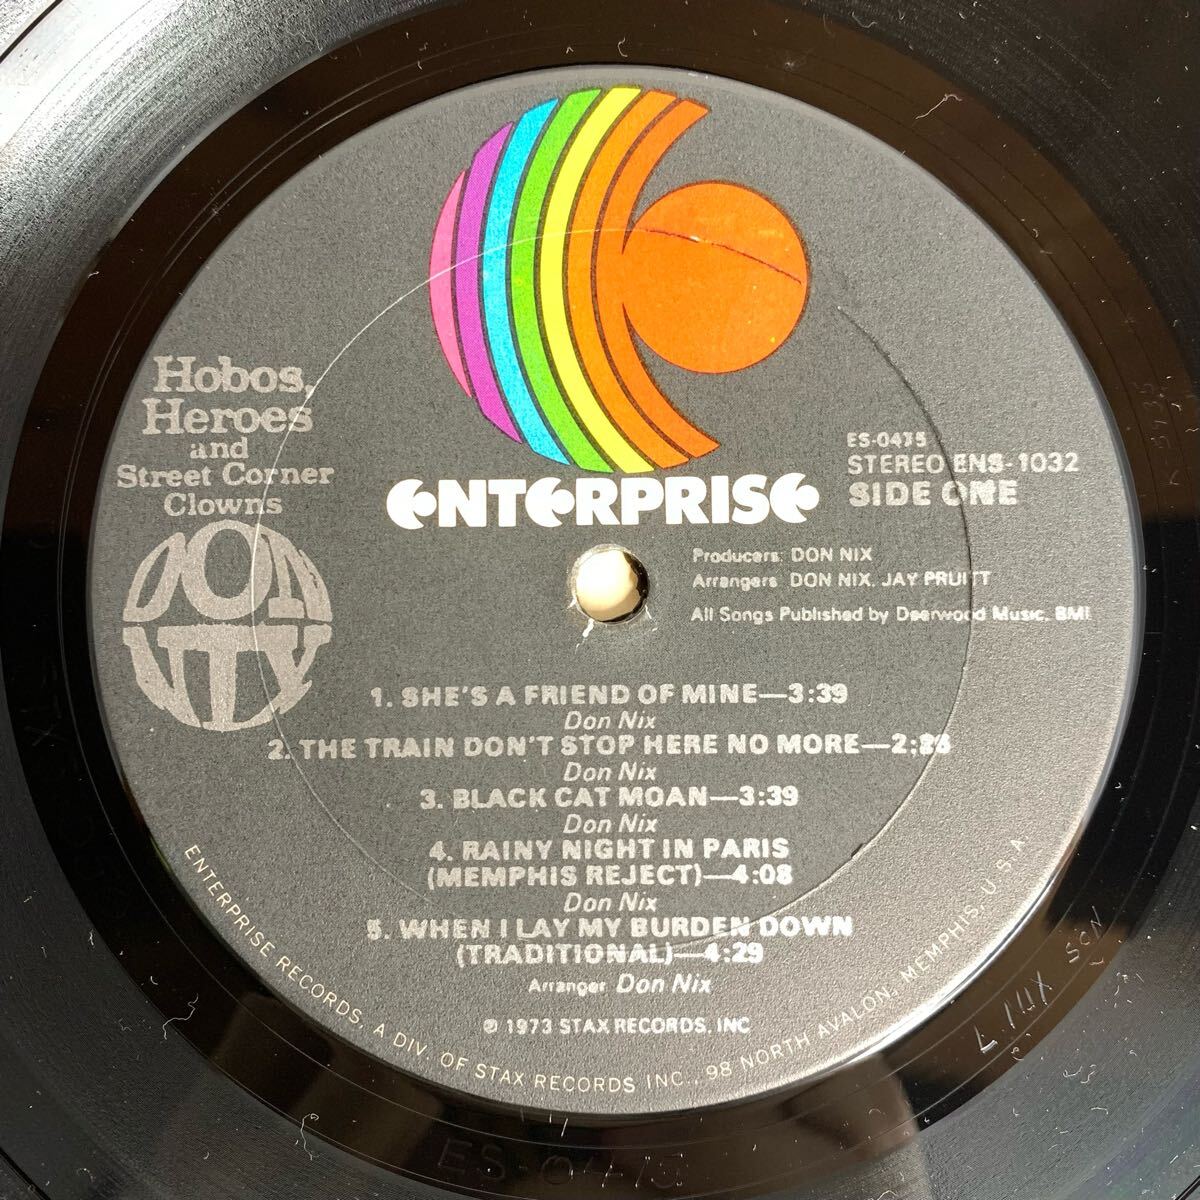 Hobos,
Heroes
and
Street Corner
Clowns
DON
NIX
ENTERPRISE
ES-0475
STEREO ENS-1032
SIDE ONE
Producers: DON NIX
Arrangers DON NIX, JAY PRUITT
All Songs Published by Deerwood Music, BMI
1. SHE'S A FRIEND OF MINE—3:39
Don Nix
2. THE TRAIN DON'T STOP HERE NO MORE—
Don Nix
3. BLACK CAT MOAN—3:39
Don Nix
4. RAINY NIGHT IN PARIS
(MEMPHIS REJECT)—4:08
Don Nix
5. WHEN I LAY MY BURDEN DOWN
(TRADITIONAL)—4:29
Arranger Don Nix
℗ 1973 STAX RECORDS, INC
ENTERPRISE RECORDS, A DIV. OF STAX RECORDS INC., 98 NORTH AVALON, MEMPHIS, U.S.A.
ES-0475